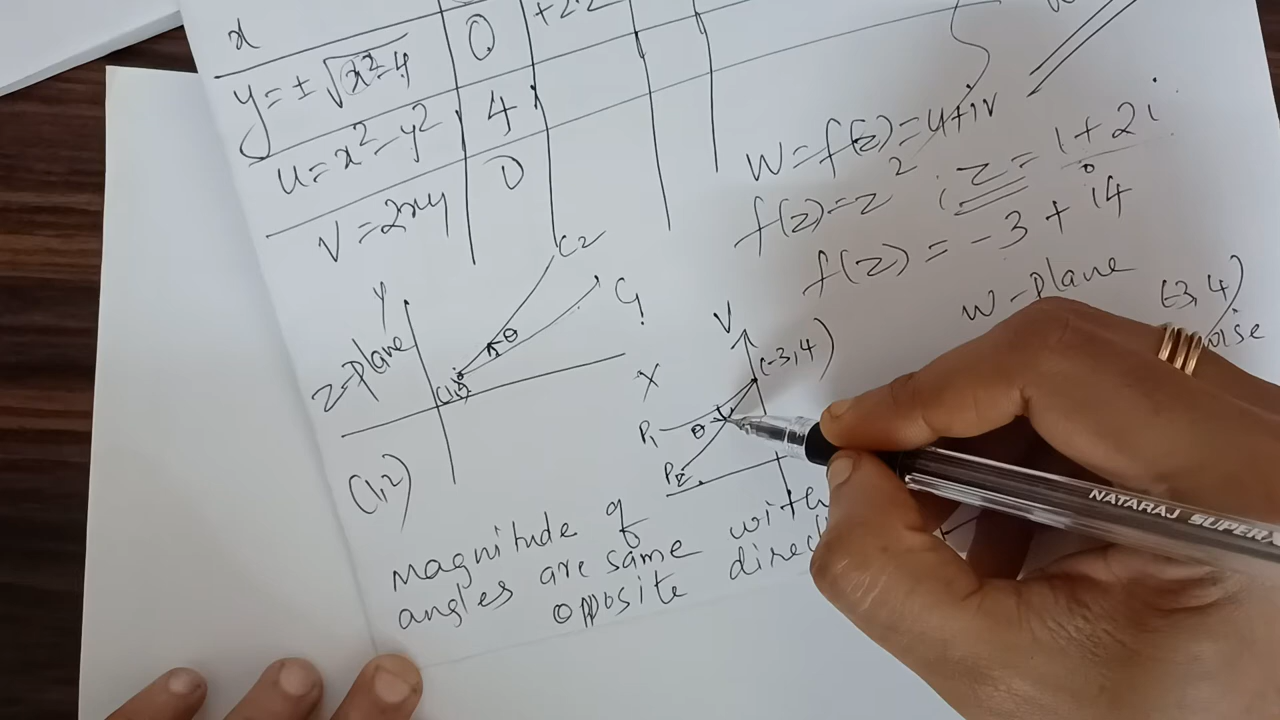 x
y = ± √x²-4 0
u = x² - y² 4
v = 2xy 0
W = f(z) = u+iv
f(z) = z² ; z = 1 + 2i
f(z) = -3 + i4
w-plane
(-3, 4)
wise
z-plane
Y
C2
C1
θ
(1,2)
X
V
(-3, 4)
P1
θ
P2
(1, 2)
magnitude of
angles are same with
opposite
NATARAJ SUPER